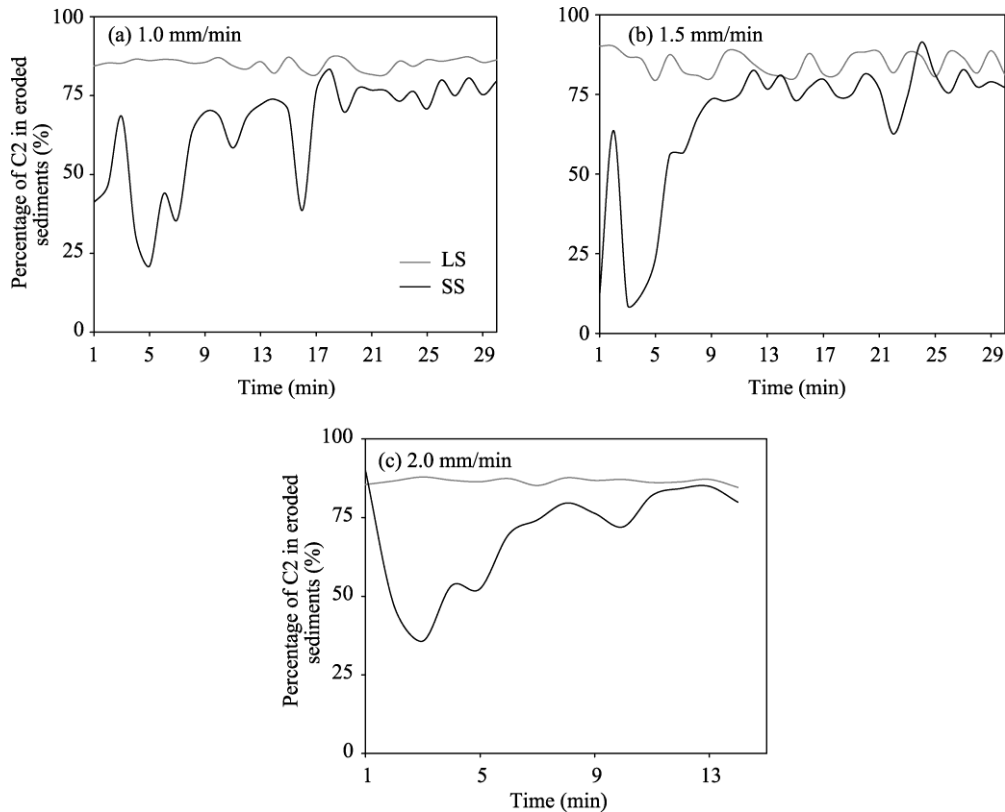 (a) 1.0 mm/min
100
75
50
25
0
Percentage of C2 in eroded
sediments (%)
LS
SS
1 5 9 13 17 21 25 29
Time (min)
(b) 1.5 mm/min
100
75
50
25
0
1 5 9 13 17 21 25 29
Time (min)
(c) 2.0 mm/min
100
75
50
25
0
Percentage of C2 in eroded
sediments (%)
1 5 9 13
Time (min)